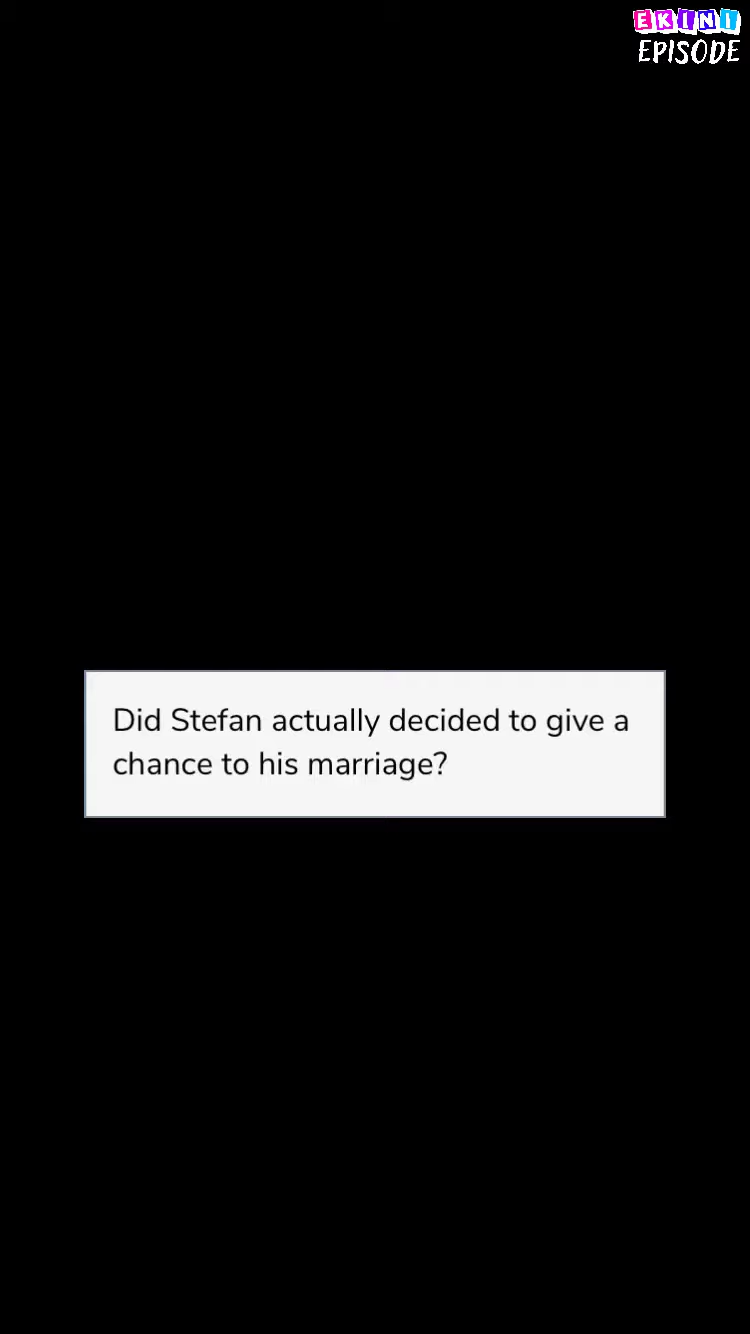 EKINI
EPISODE
Did Stefan actually decided to give a
chance to his marriage?